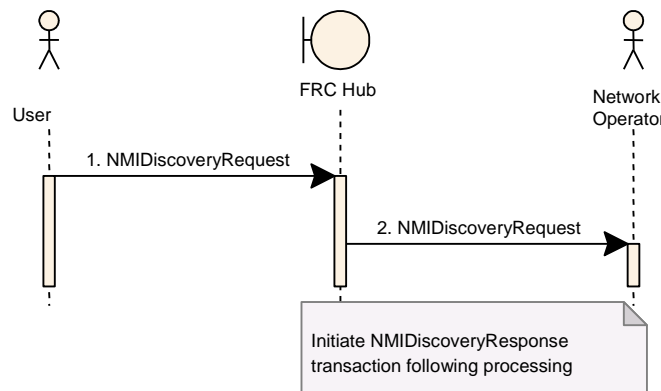 FRC Hub
User
Network
Operator
1. NMIDiscoveryRequest
2. NMIDiscoveryRequest
Initiate NMIDiscoveryResponse
transaction following processing